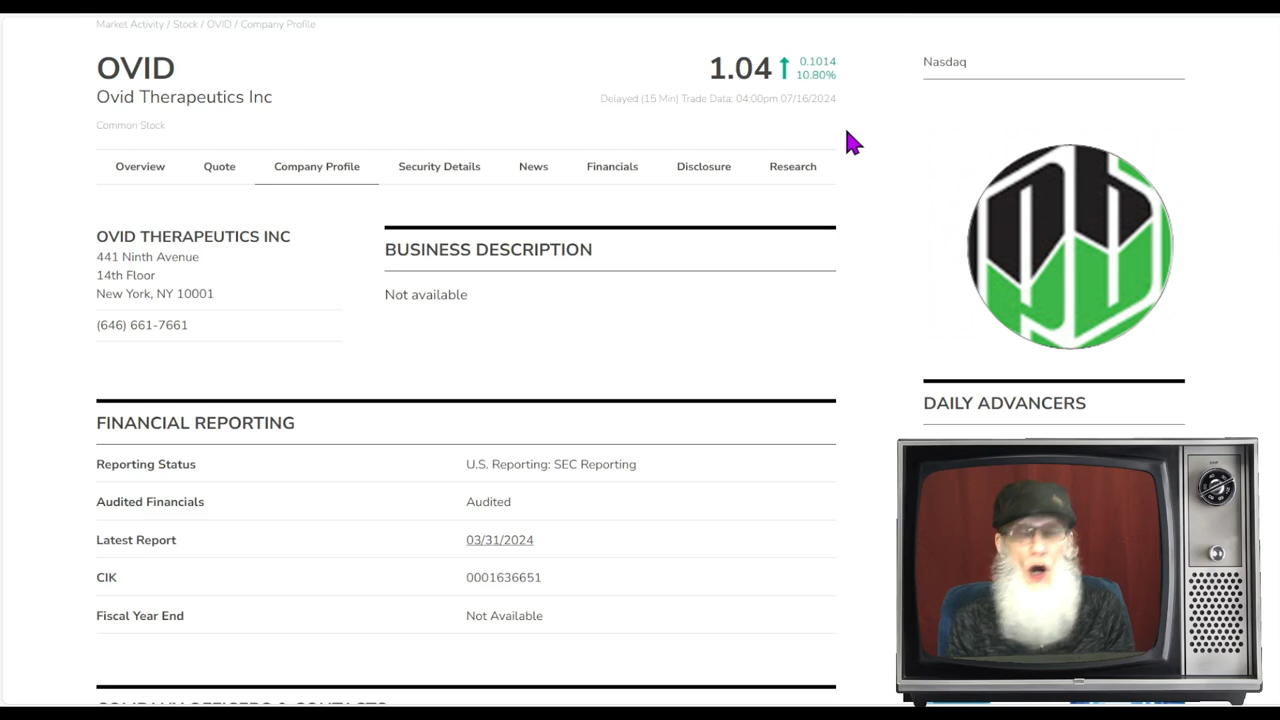 Market Activity / Stock / OVID / Company Profile
OVID
Ovid Therapeutics Inc
Common Stock
1.04
0.1014
10.80%
Delayed (15 Min) Trade Data: 04:00pm 07/16/2024
Nasdaq
Overview Quote Company Profile Security Details News Financials Disclosure Research
OVID THERAPEUTICS INC
441 Ninth Avenue
14th Floor
New York, NY 10001
(646) 661-7661
BUSINESS DESCRIPTION
Not available
FINANCIAL REPORTING
Reporting Status U.S. Reporting: SEC Reporting
Audited Financials Audited
Latest Report 03/31/2024
CIK 0001636651
Fiscal Year End Not Available
DAILY ADVANCERS
COMPANY OFFICERS & CONTACTS